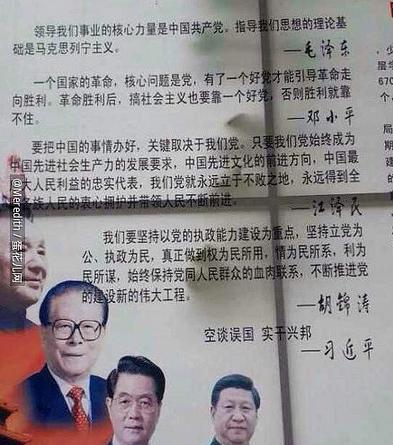 领导我们事业的核心力量是中国共产党。指导我们思想的理论基
础是马克思列宁主义。
—毛泽东
一个国家的革命，核心问题是党，有了一个好党才能引导革命走
向胜利。革命胜利后，搞社会主义也要靠一个好党，否则胜利就靠
不住。
—邓小平
要把中国的事情办好，关键取决于我们党。只要我们党始终成为
中国先进社会生产力的发展要求，中国先进文化的前进方向，中国最
大人民利益的忠实代表，我们党就永远立于不败之地，永远得到全
族人民的衷心拥护并带领人民不断前进。
—江泽民
我们要坚持以党的执政能力建设为重点，坚持立党为
公、执政为民，真正做到权为民所用，情为民所系，利为
民所谋，始终保持党同人民群众的血肉联系，不断推进党
的建设新的伟大工程。
—胡锦涛
空谈误国 实干兴邦
—习近平
@Meredith / 蛋花儿网
少
层
670
个，
局
期
建